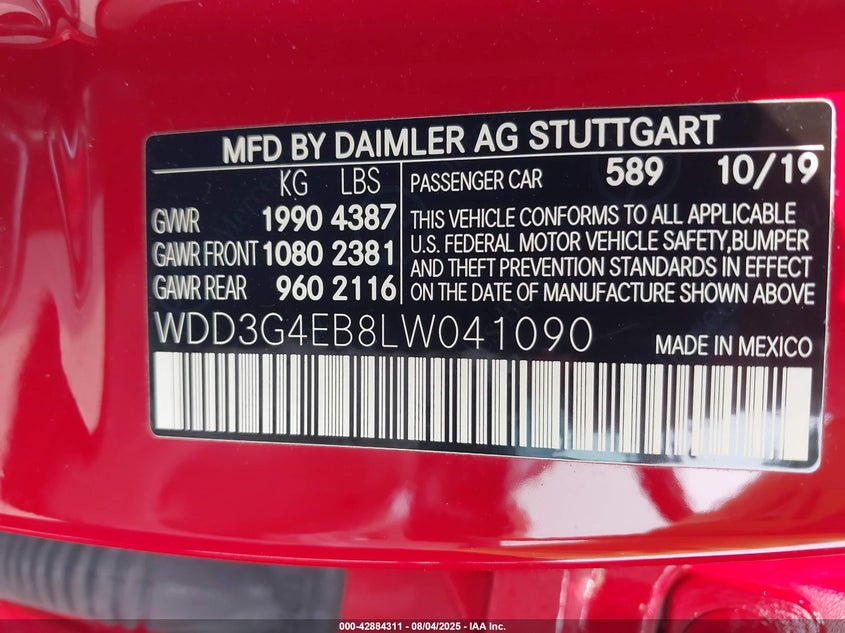 MFD BY DAIMLER AG STUTTGART
KG LBS
GVWR 1990 4387
GAWR FRONT 1080 2381
GAWR REAR 960 2116
PASSENGER CAR 589 10/19
THIS VEHICLE CONFORMS TO ALL APPLICABLE
U.S. FEDERAL MOTOR VEHICLE SAFETY,BUMPER
AND THEFT PREVENTION STANDARDS IN EFFECT
ON THE DATE OF MANUFACTURE SHOWN ABOVE
WDD3G4EB8LW041090
MADE IN MEXICO
000-42884311 - 08/04/2025 - IAA Inc.